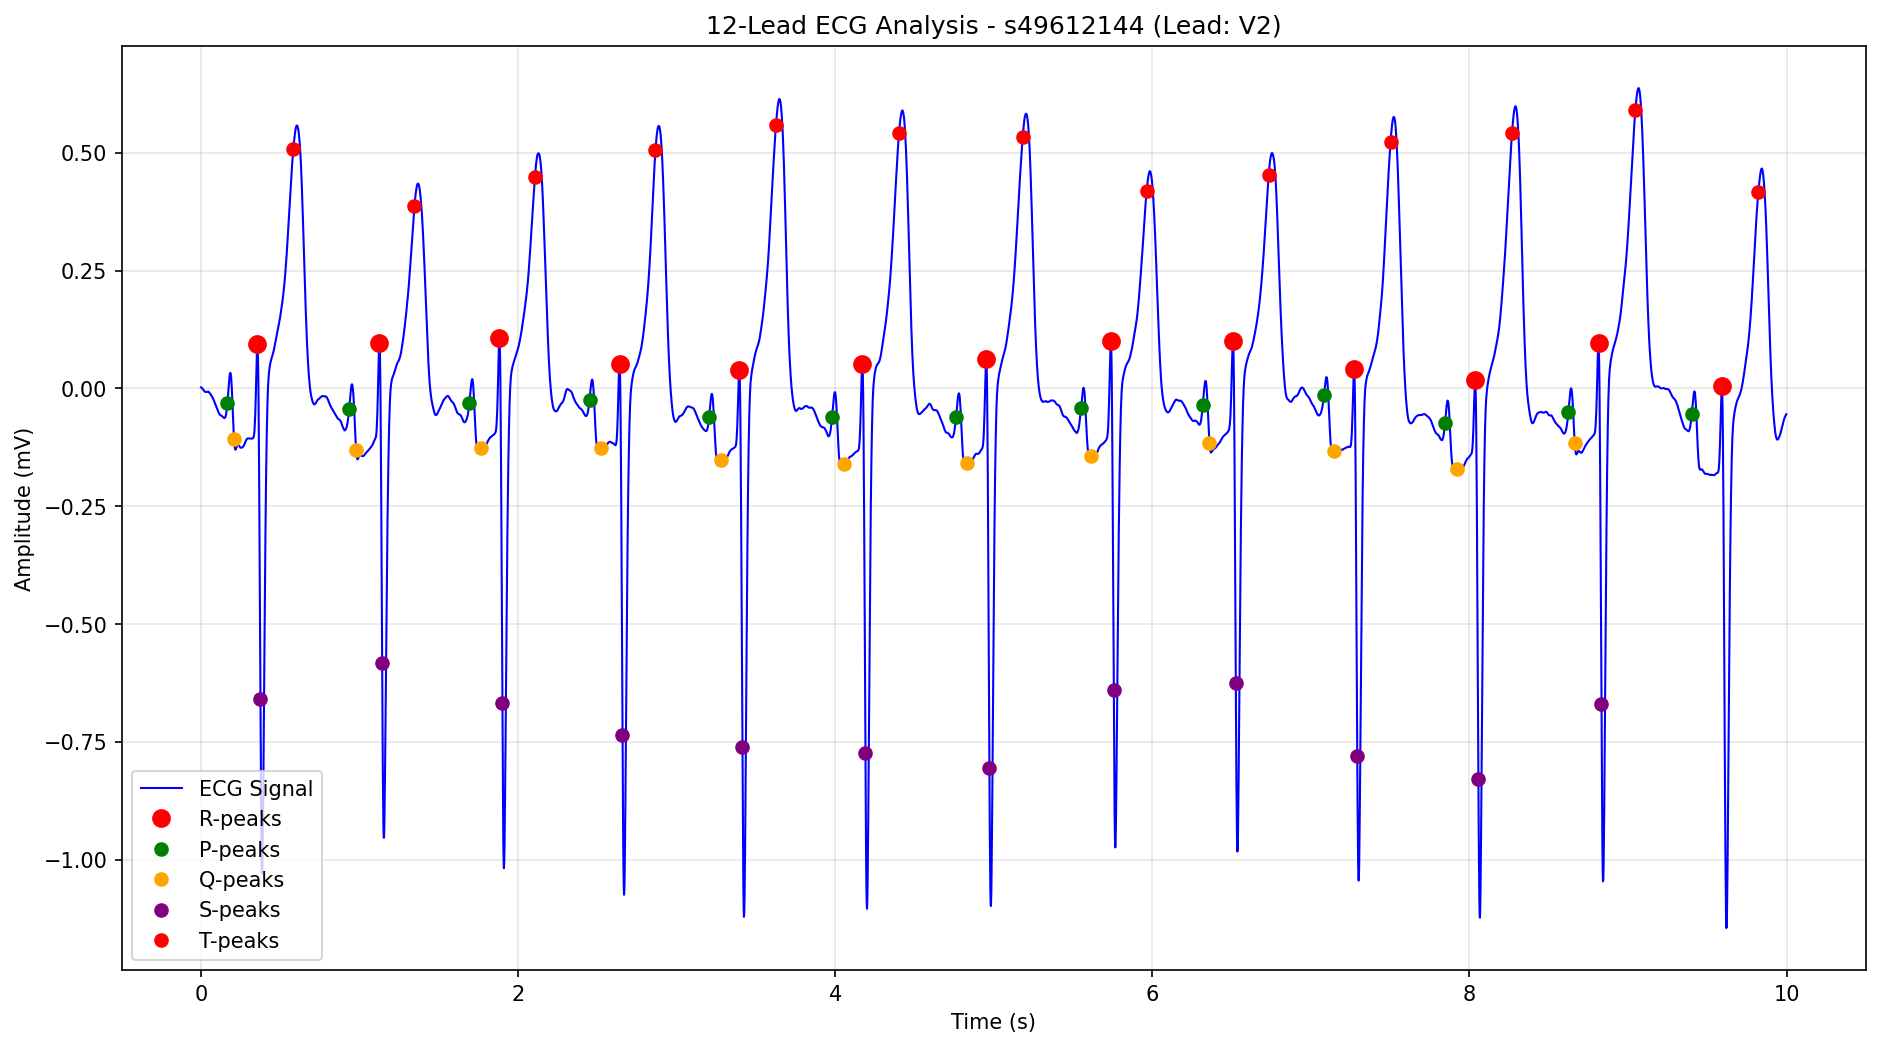 12-Lead ECG Analysis - s49612144 (Lead: V2)
Amplitude (mV)
0.50
0.25
0.00
−0.25
−0.50
−0.75
−1.00
ECG Signal
R-peaks
P-peaks
Q-peaks
S-peaks
T-peaks
0 2 4 6 8 10
Time (s)